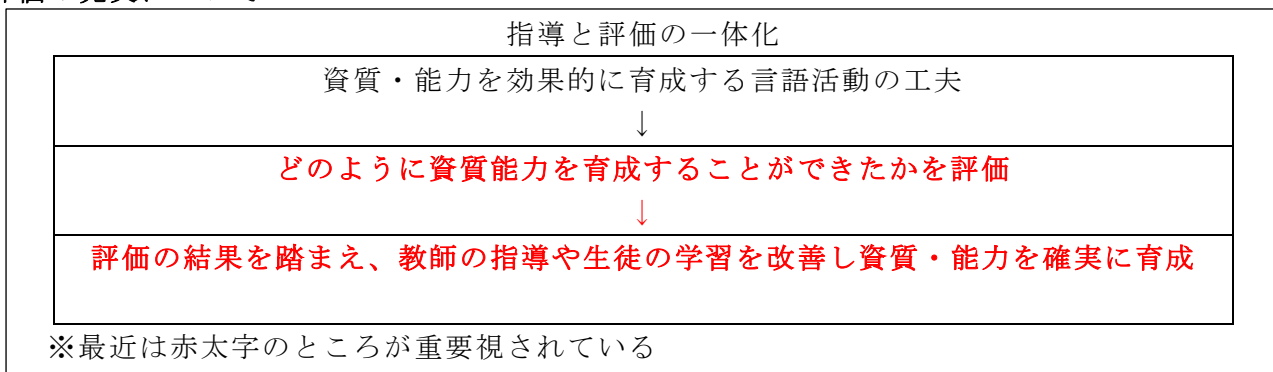 指導と評価の一体化
資質・能力を効果的に育成する言語活動の工夫
↓
どのように資質能力を育成することができたかを評価
↓
評価の結果を踏まえ、教師の指導や生徒の学習を改善し資質・能力を確実に育成
※最近は赤太字のところが重要視されている